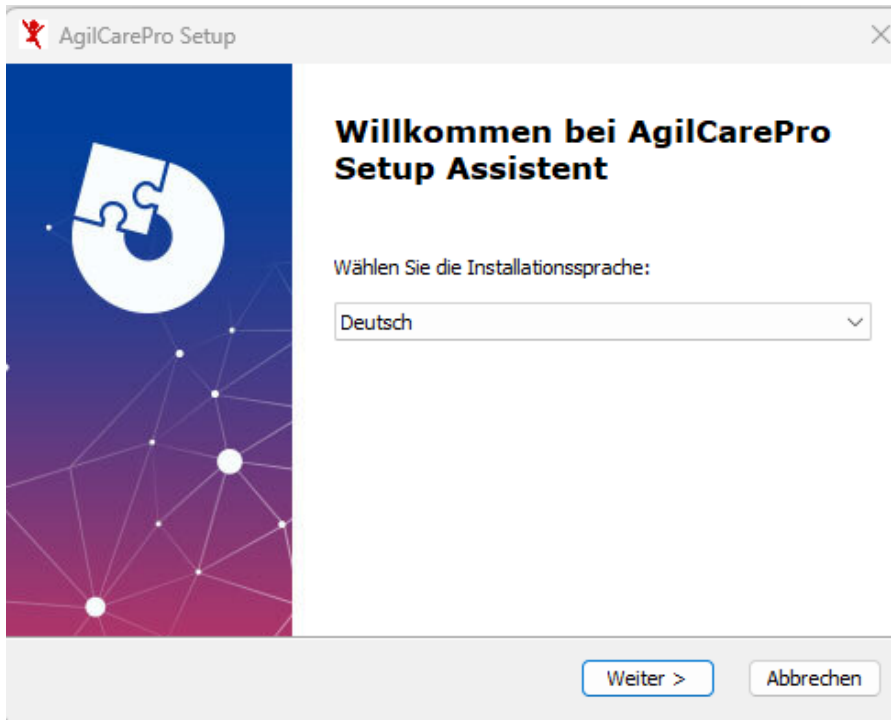 AgilCarePro Setup
Willkommen bei AgilCarePro
Setup Assistent
Wählen Sie die Installationssprache:
Deutsch
Weiter >
Abbrechen